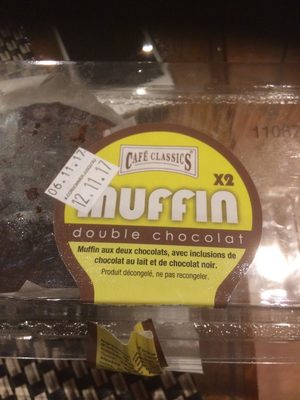 CAFÉ CLASSICS
X2
06.11.17
12.11.17
MUFFIN
double chocolat
Muffin aux deux chocolats, avec inclusions de
chocolat au lait et de chocolat noir.
Produit décongelé, ne pas recongeler.